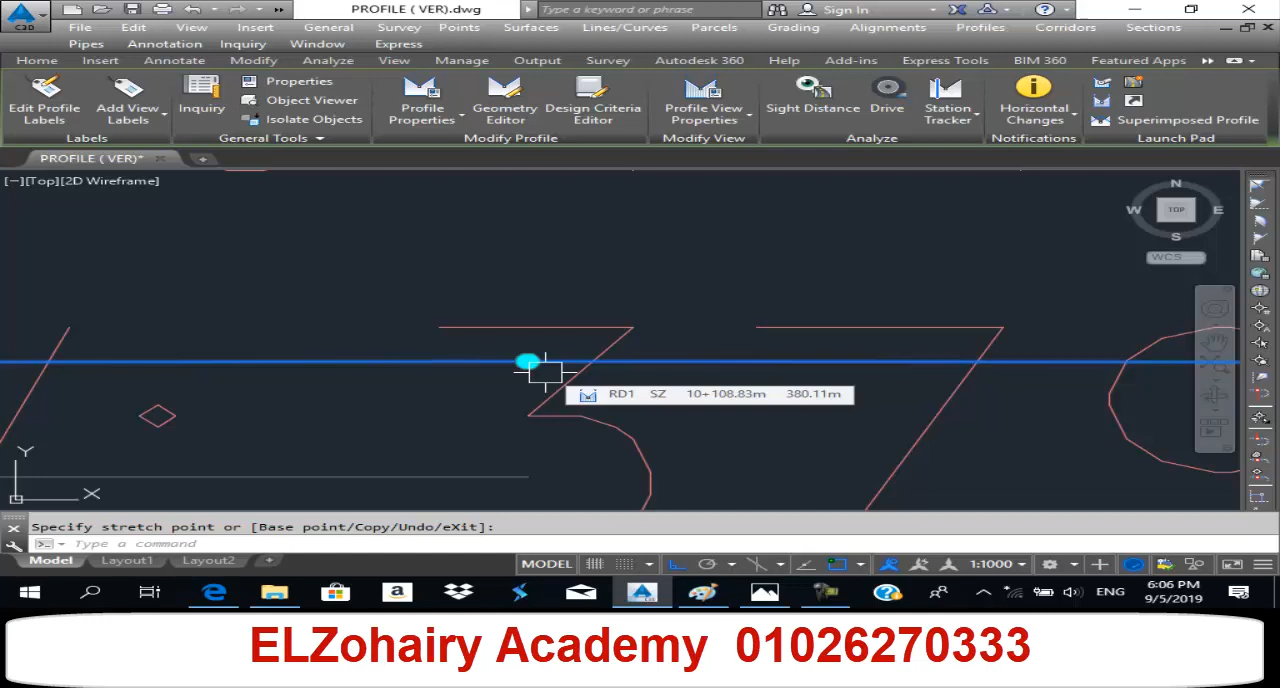 PROFILE ( VER).dwg
Type a keyword or phrase
Sign In
C3D
File Edit View Insert General Survey Points Surfaces Lines/Curves Parcels Grading Alignments Profiles Corridors Sections
Pipes Annotation Inquiry Window Express
Home Insert Annotate Modify Analyze View Manage Output Survey Autodesk 360 Help Add-ins Express Tools BIM 360 Featured Apps
Edit Profile Labels
Add View Labels
Inquiry
Properties
Object Viewer
Isolate Objects
Profile Properties
Geometry Editor
Design Criteria Editor
Profile View Properties
Sight Distance
Drive
Station Tracker
Horizontal Changes
Superimposed Profile
Labels General Tools Modify Profile Modify View Analyze Notifications Launch Pad
PROFILE ( VER)*
[−][Top][2D Wireframe]
N
W TOP E
S
WCS
RD1 SZ 10+108.83m 380.11m
Y
X
Specify stretch point or [Base point/Copy/Undo/eXit]:
Type a command
Model Layout1 Layout2
MODEL
1:1000
6:06 PM
ENG
9/5/2019
ELZohairy Academy 01026270333